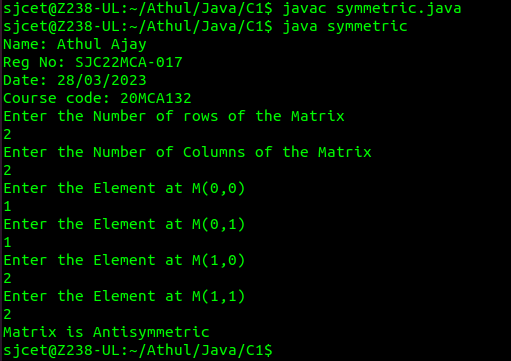 sjcet@Z238-UL:~/Athul/Java/C1$ javac symmetric.java
sjcet@Z238-UL:~/Athul/Java/C1$ java symmetric
Name: Athul Ajay
Reg No: SJC22MCA-017
Date: 28/03/2023
Course code: 20MCA132
Enter the Number of rows of the Matrix
2
Enter the Number of Columns of the Matrix
2
Enter the Element at M(0,0)
1
Enter the Element at M(0,1)
1
Enter the Element at M(1,0)
2
Enter the Element at M(1,1)
2
Matrix is Antisymmetric
sjcet@Z238-UL:~/Athul/Java/C1$